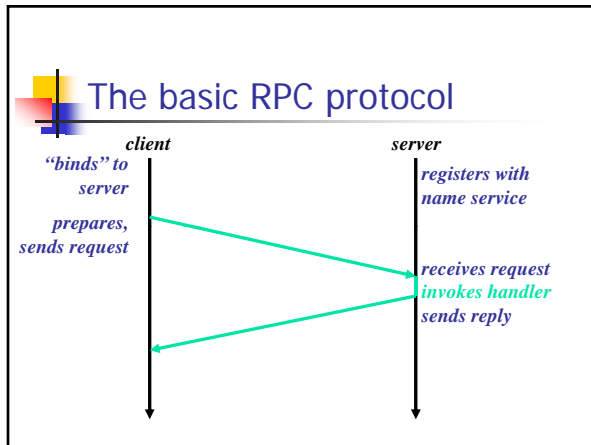 The basic RPC protocol
client
server
“binds” to
server
registers with
name service
prepares,
sends request
receives request
invokes handler
sends reply